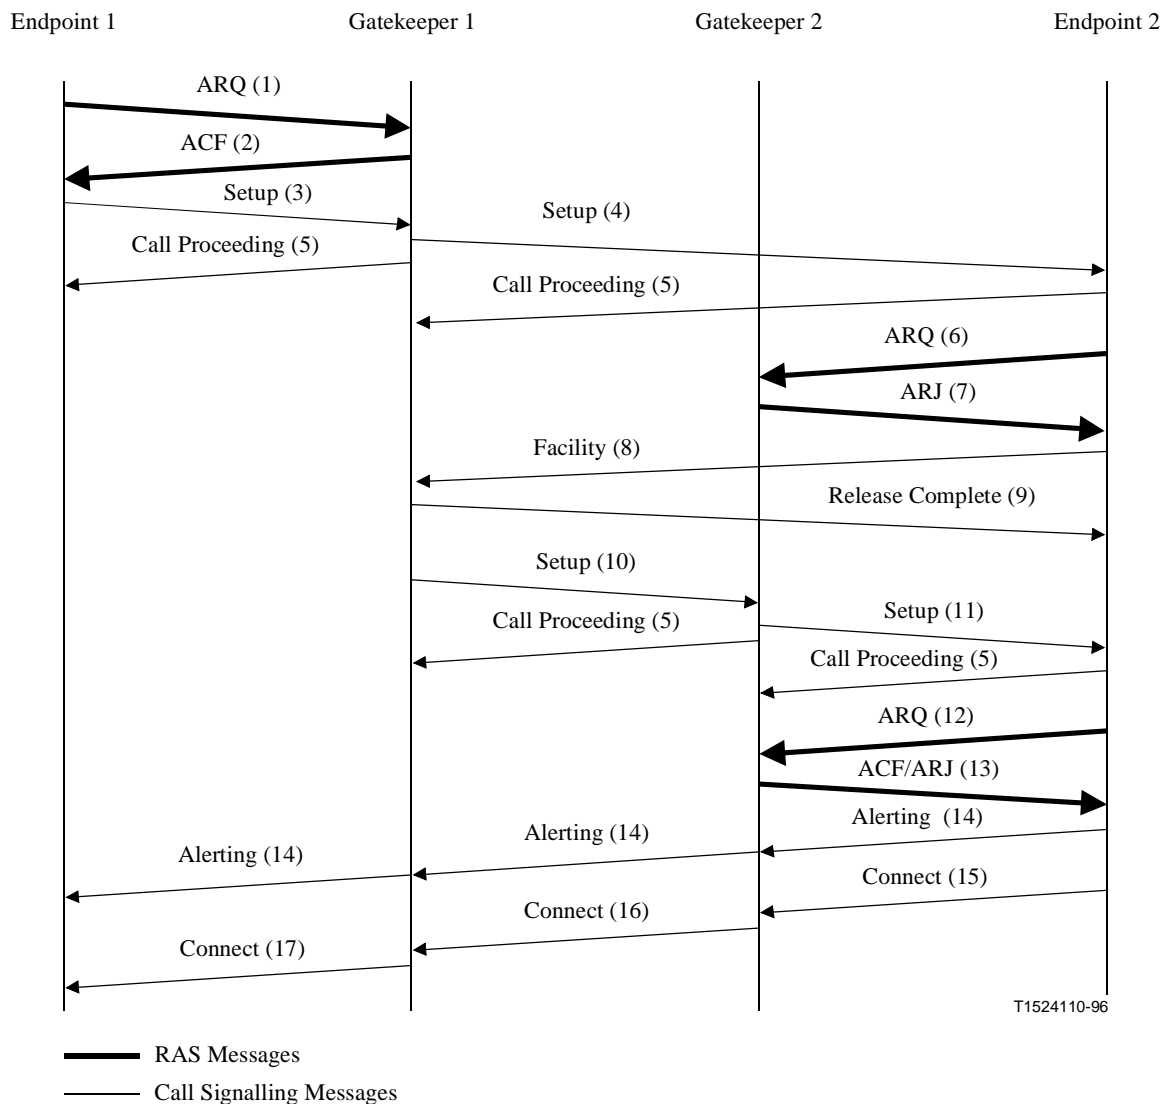 Endpoint 1
Gatekeeper 1
Gatekeeper 2
Endpoint 2
ARQ (1)
ACF (2)
Setup (3)
Setup (4)
Call Proceeding (5)
Call Proceeding (5)
ARQ (6)
ARJ (7)
Facility (8)
Release Complete (9)
Setup (10)
Setup (11)
Call Proceeding (5)
Call Proceeding (5)
ARQ (12)
ACF/ARJ (13)
Alerting (14)
Alerting (14)
Alerting (14)
Connect (15)
Connect (16)
Connect (17)
T1524110-96
RAS Messages
Call Signalling Messages